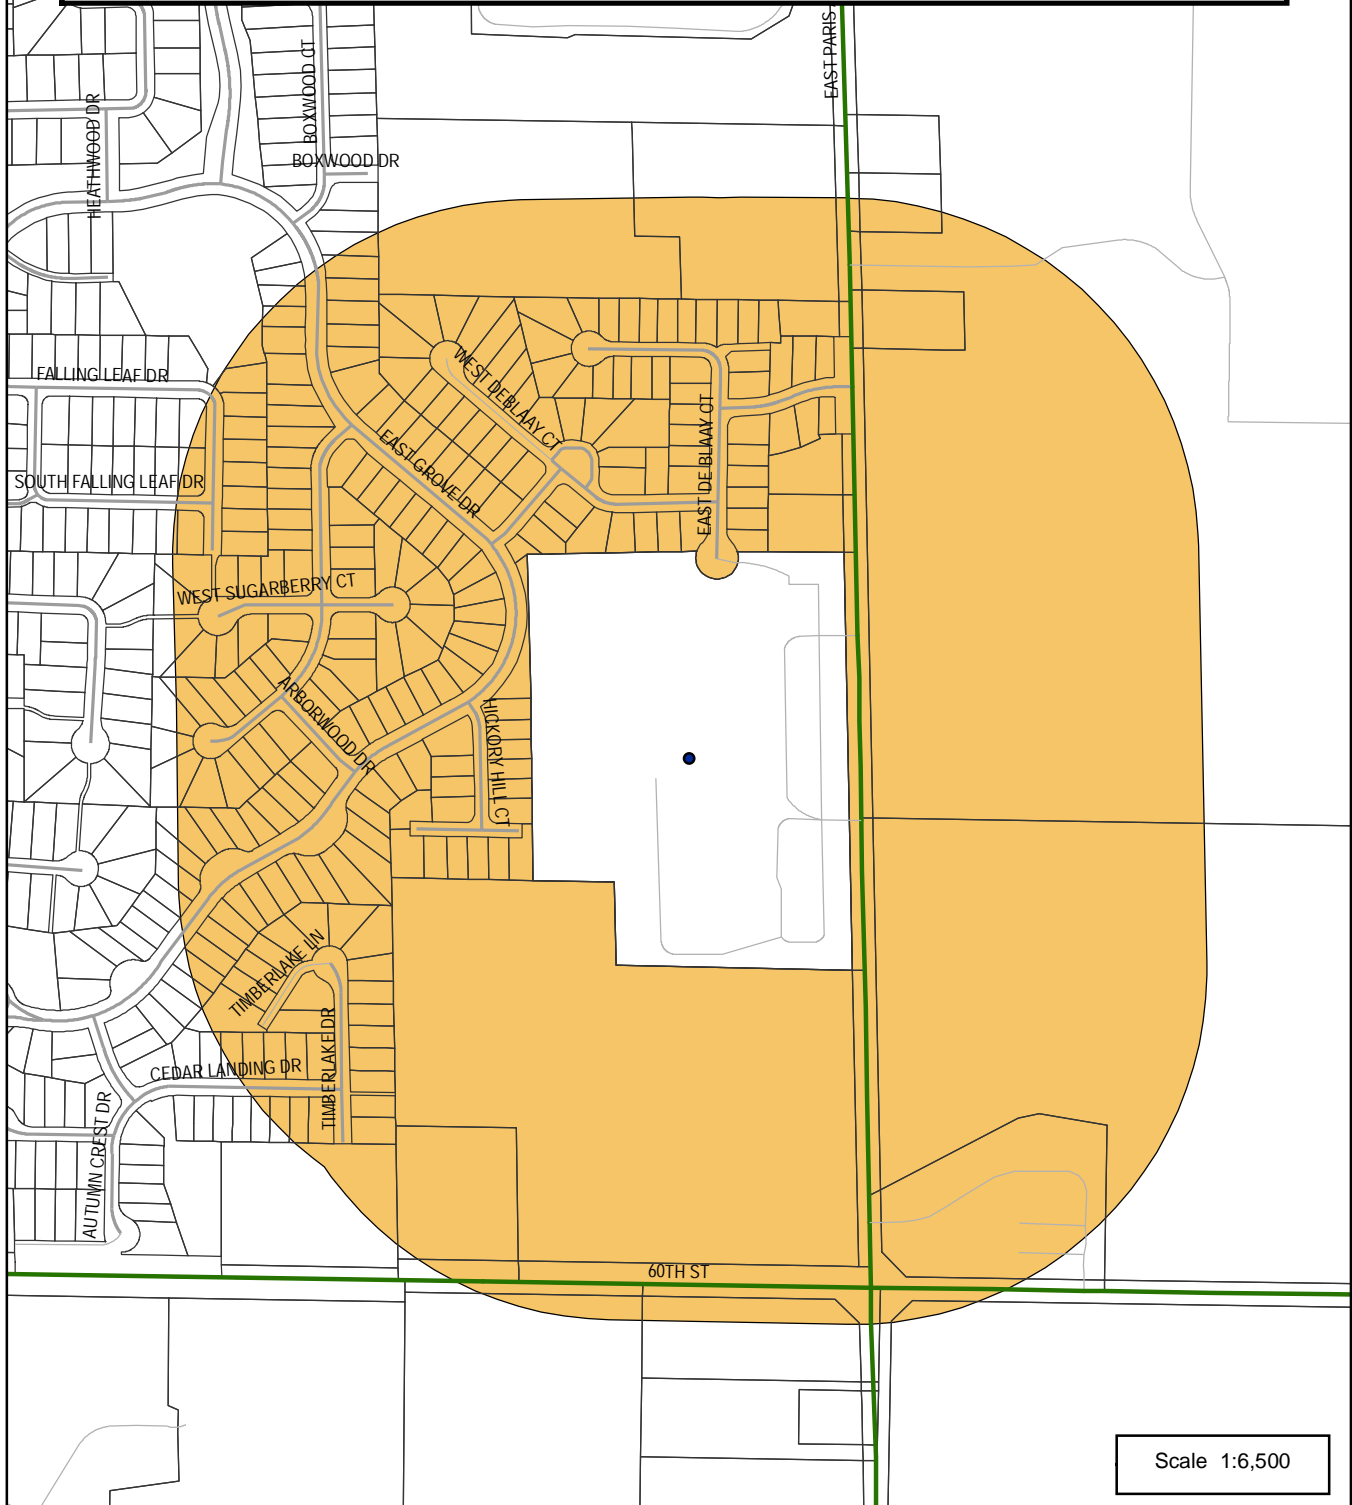 EAST PARIS
BOXWOOD CT
HEATHWOOD DR
BOXWOOD DR
FALLING LEAF DR
WEST DEBLAAY CT
EAST DE BLAAY CT
EAST GROVE DR
SOUTH FALLING LEAF DR
WEST SUGARBERRY CT
ARBORWOOD DR
HICKORY HILL CT
TIMBERLAKE LN
TIMBERLAKE DR
CEDAR LANDING DR
AUTUMN CREST DR
60TH ST
Scale 1:6,500